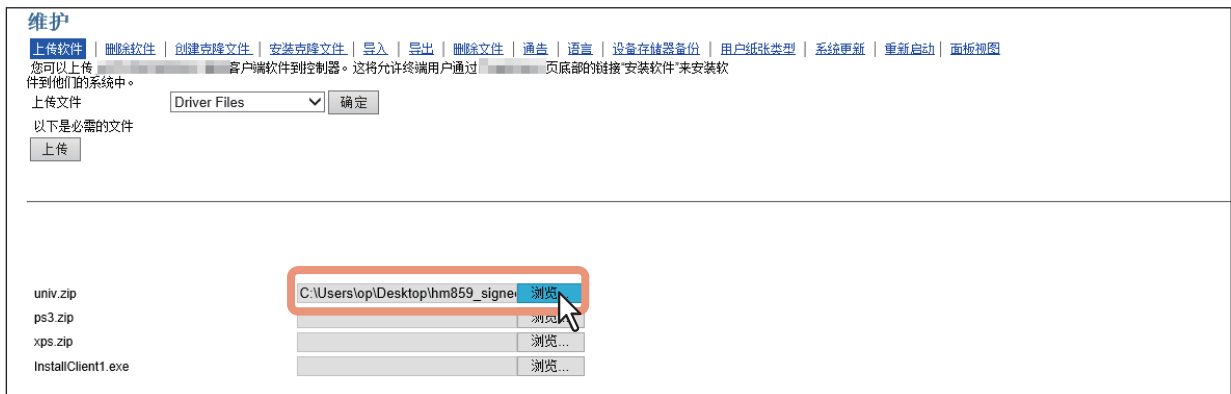 维护
上传软件 | 删除软件 | 创建克隆文件 | 安装克隆文件 | 导入 | 导出 | 删除文件 | 通告 | 语言 | 设备存储器备份 | 用户纸张类型 | 系统更新 | 重新启动 | 面板视图
您可以上传 客户端软件到控制器。这将允许终端用户通过 页底部的链接“安装软件”来安装软
件到他们的系统中。
上传文件 Driver Files 确定
以下是必需的文件
上传
univ.zip C:\Users\op\Desktop\hm859_signe 浏览...
ps3.zip 浏览...
xps.zip 浏览...
InstallClient1.exe 浏览...